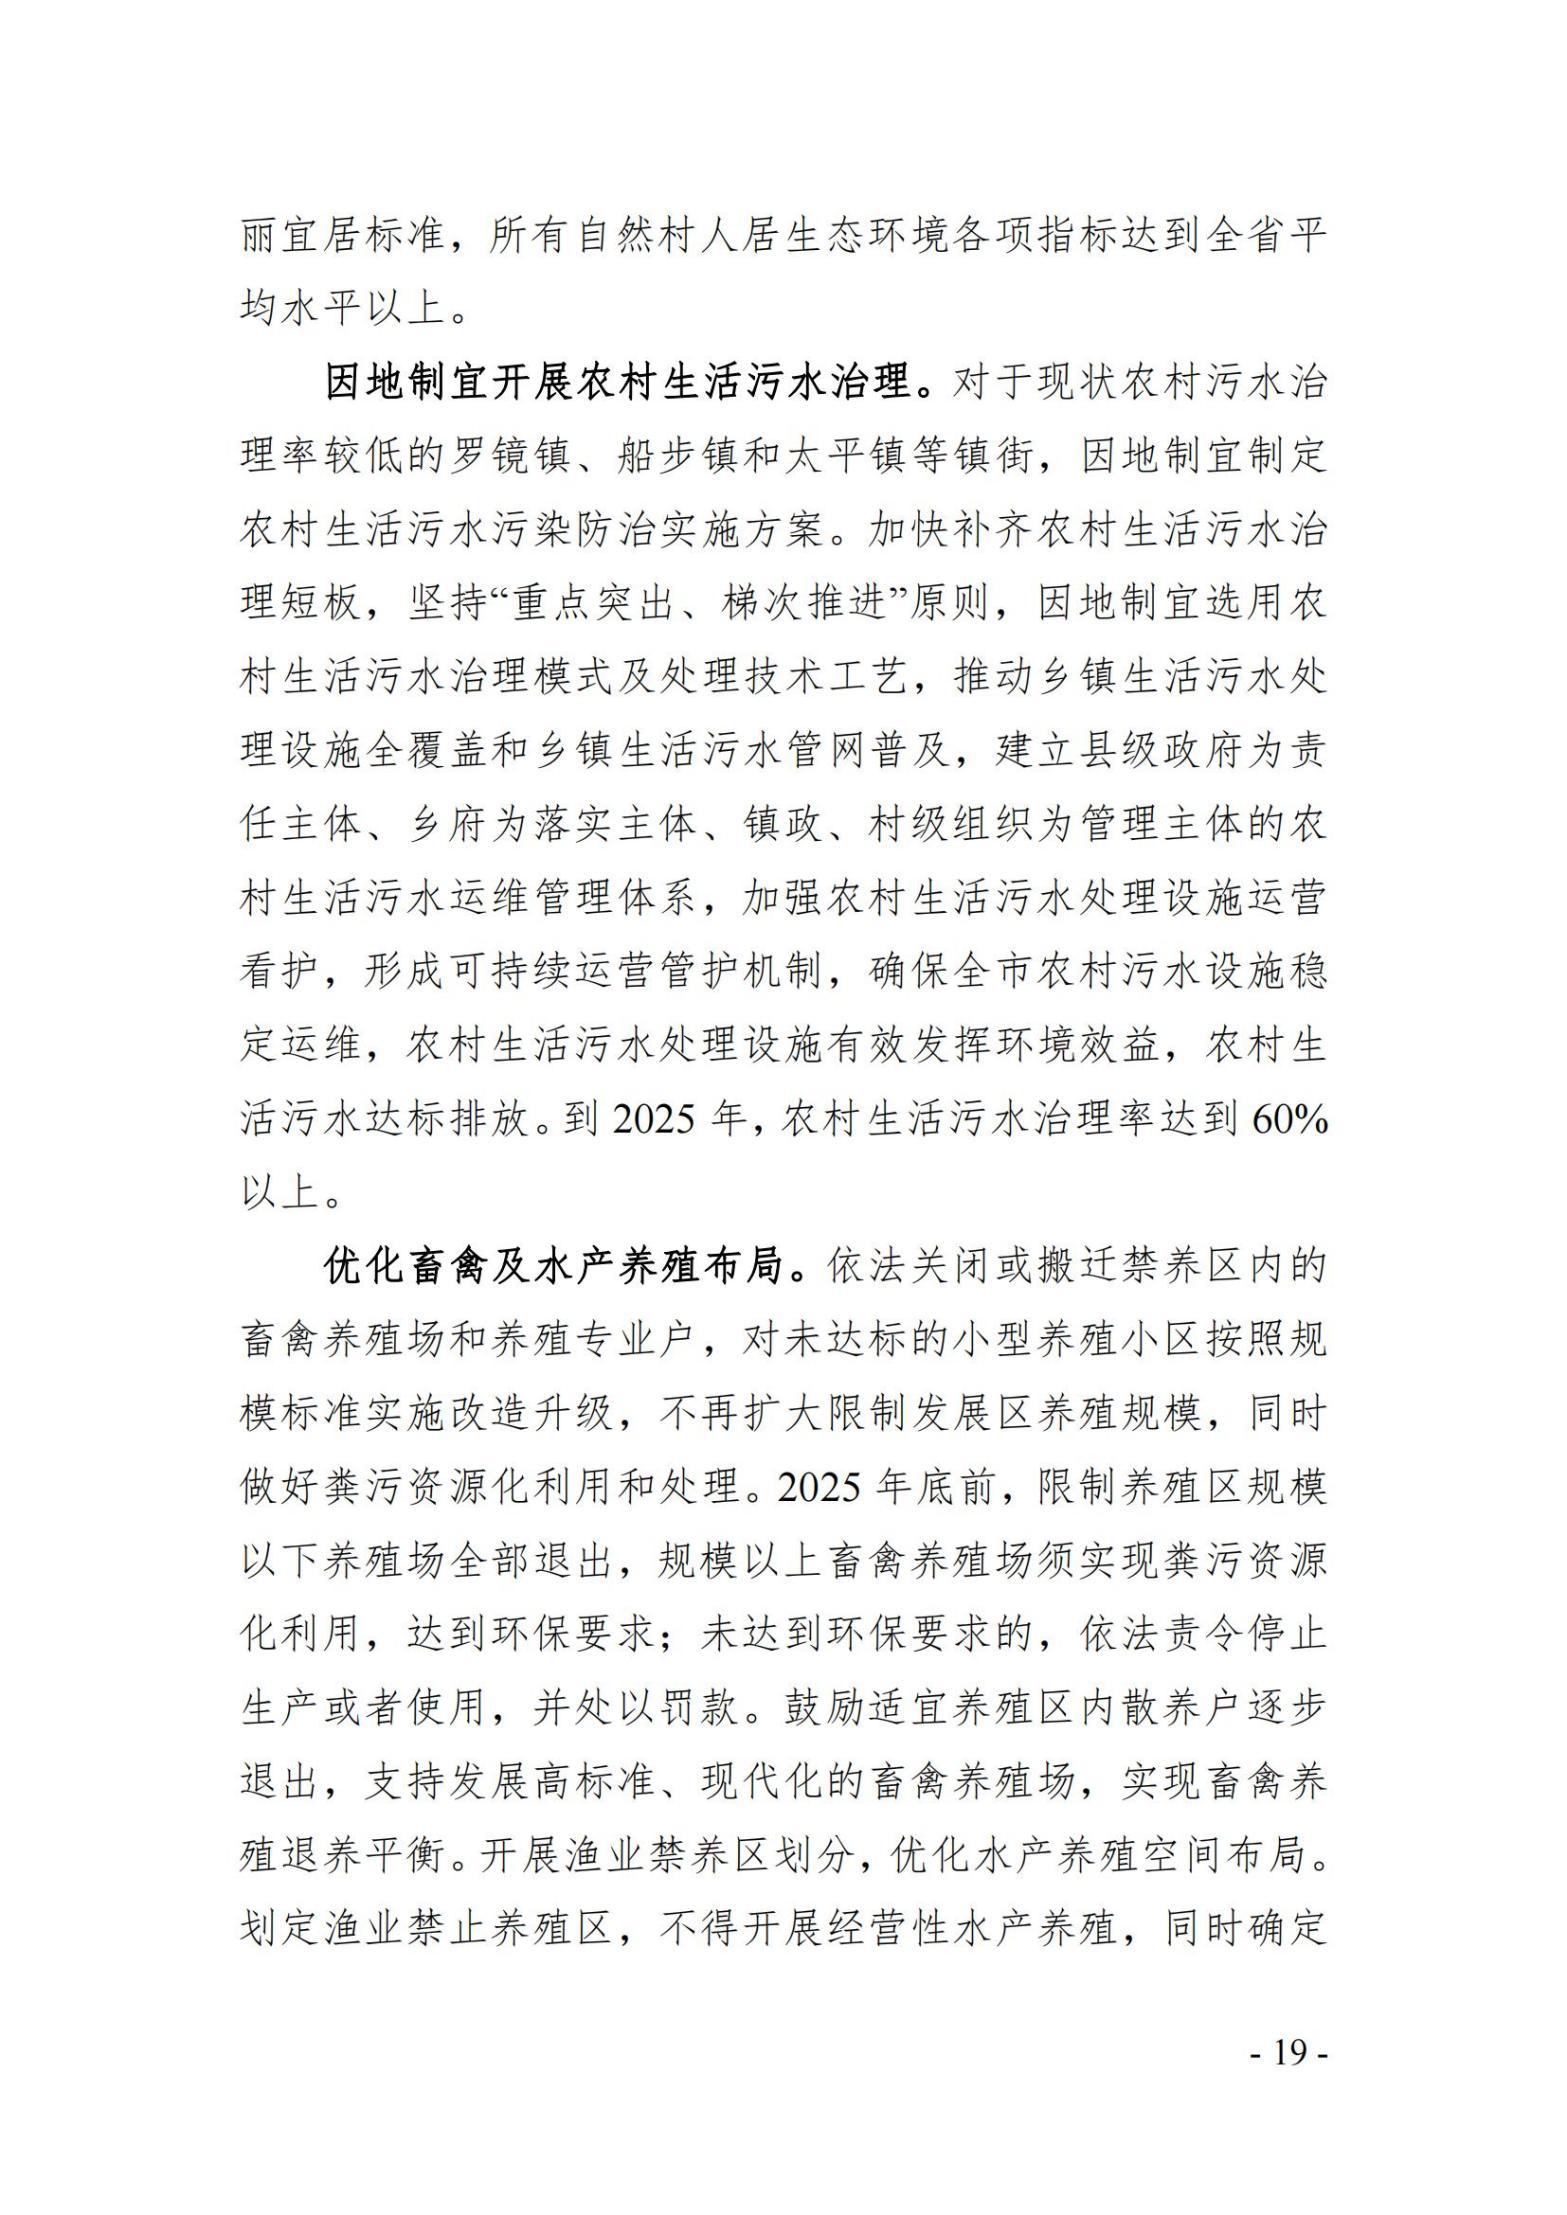 丽宜居标准，所有自然村人居生态环境各项指标达到全省平
均水平以上。
因地制宜开展农村生活污水治理。对于现状农村污水治
理率较低的罗镜镇、船步镇和太平镇等镇街，因地制宜制定
农村生活污水污染防治实施方案。加快补齐农村生活污水治
理短板，坚持“重点突出、梯次推进”原则，因地制宜选用农
村生活污水治理模式及处理技术工艺，推动乡镇生活污水处
理设施全覆盖和乡镇生活污水管网普及，建立县级政府为责
任主体、乡府为落实主体、镇政、村级组织为管理主体的农
村生活污水运维管理体系，加强农村生活污水处理设施运营
看护，形成可持续运营管护机制，确保全市农村污水设施稳
定运维，农村生活污水处理设施有效发挥环境效益，农村生
活污水达标排放。到 2025 年，农村生活污水治理率达到 60%
以上。
优化畜禽及水产养殖布局。依法关闭或搬迁禁养区内的
畜禽养殖场和养殖专业户，对未达标的小型养殖小区按照规
模标准实施改造升级，不再扩大限制发展区养殖规模，同时
做好粪污资源化利用和处理。2025 年底前，限制养殖区规模
以下养殖场全部退出，规模以上畜禽养殖场须实现粪污资源
化利用，达到环保要求；未达到环保要求的，依法责令停止
生产或者使用，并处以罚款。鼓励适宜养殖区内散养户逐步
退出，支持发展高标准、现代化的畜禽养殖场，实现畜禽养
殖退养平衡。开展渔业禁养区划分，优化水产养殖空间布局。
划定渔业禁止养殖区，不得开展经营性水产养殖，同时确定
- 19 -